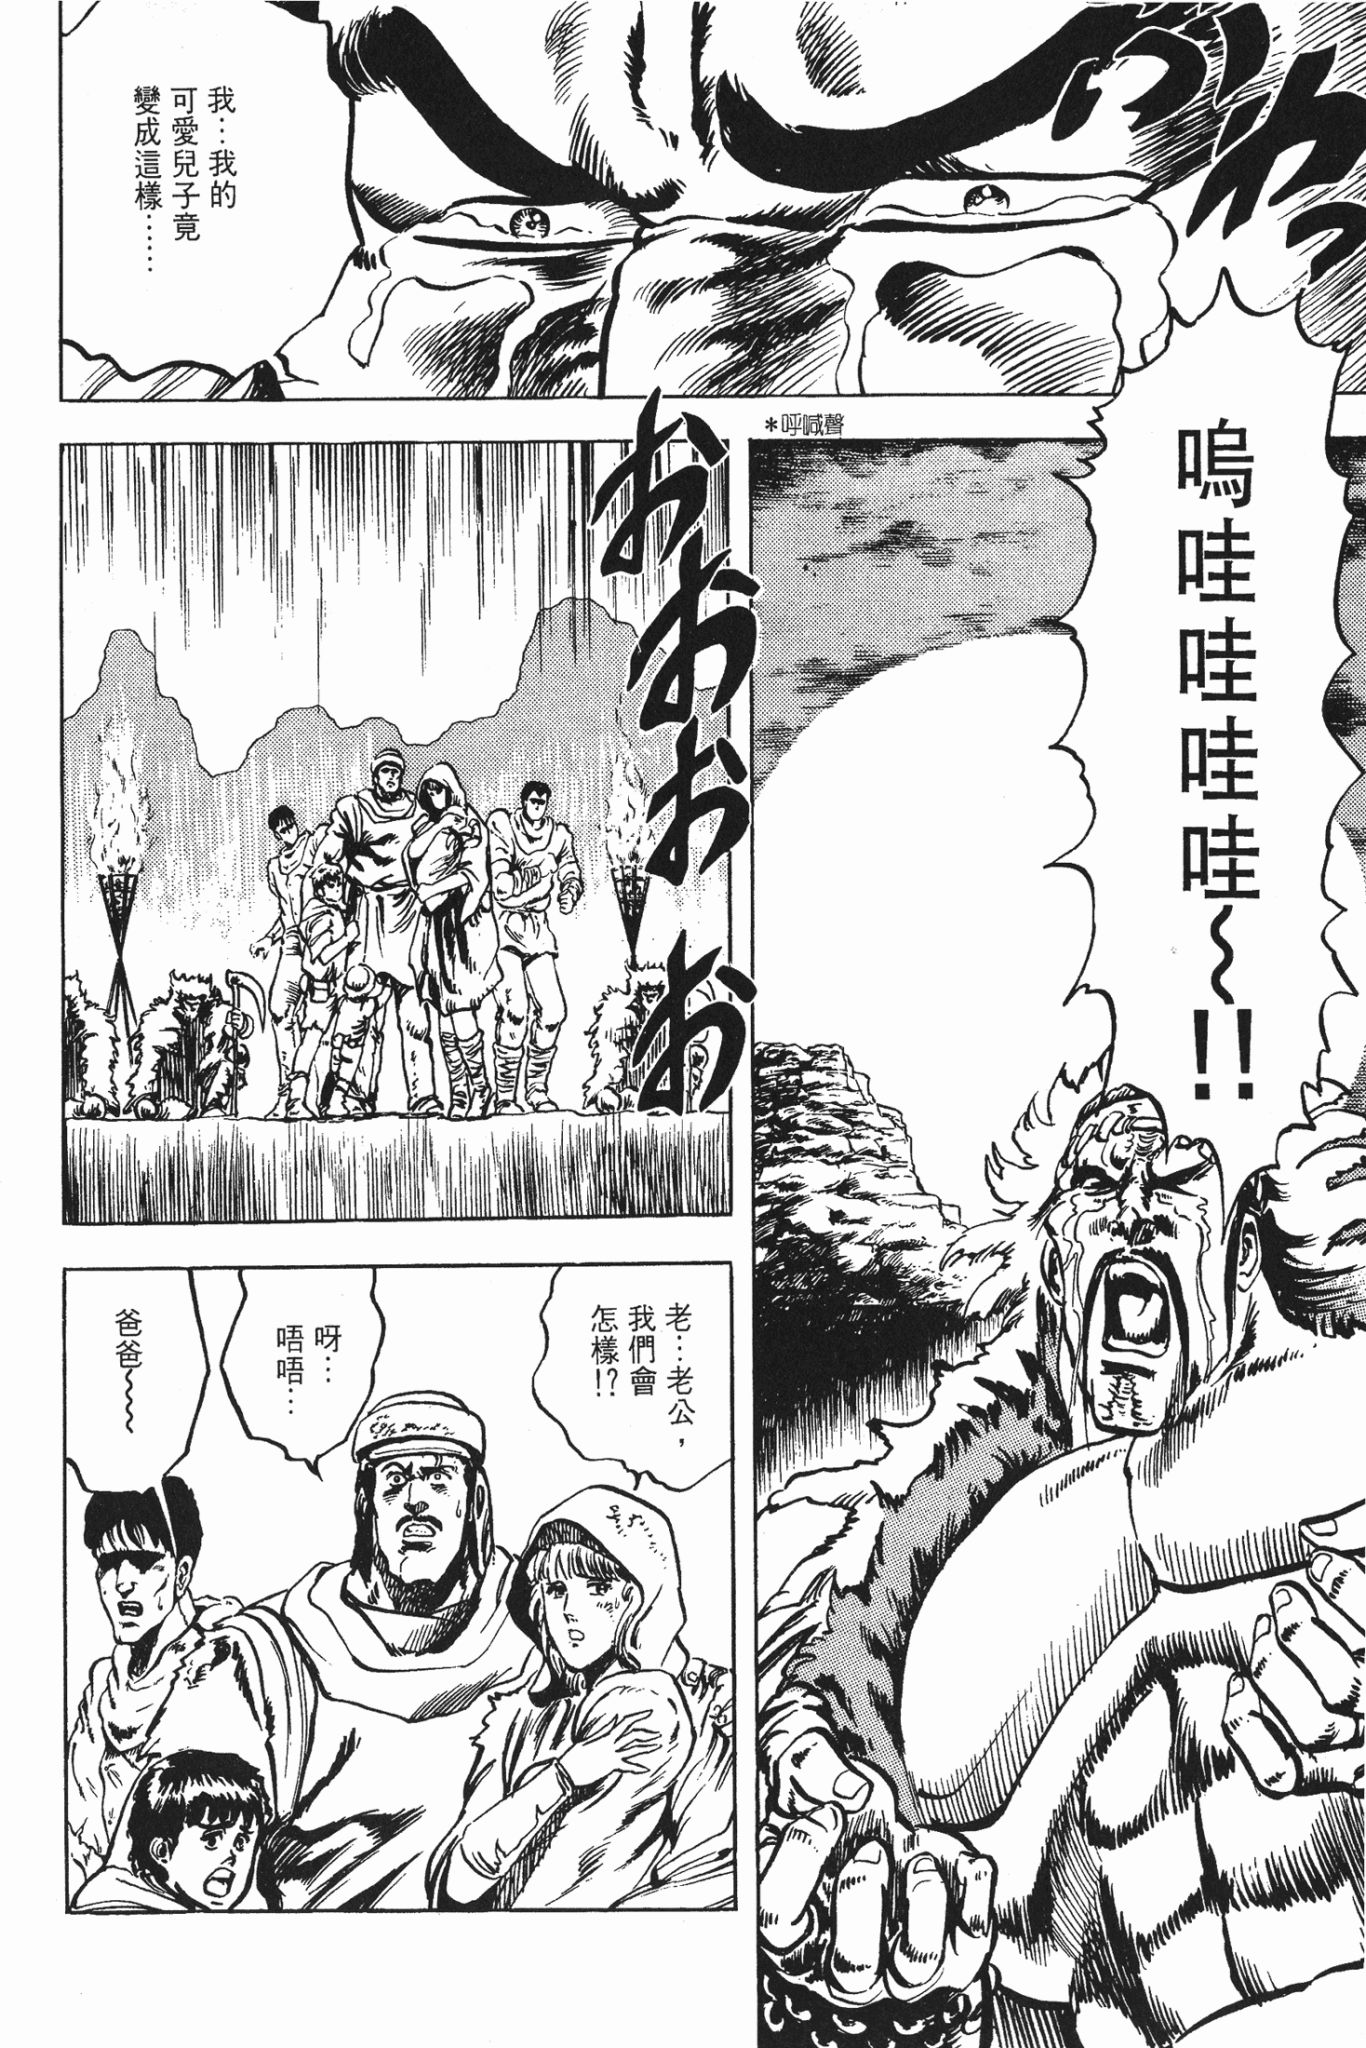 我…我的
可愛兒子竟
變成這樣……
＊呼喊聲
嗚哇哇哇哇～!!
おおおお
老…老公，
我們會
怎樣!?
呀…
唔唔…
爸爸～～